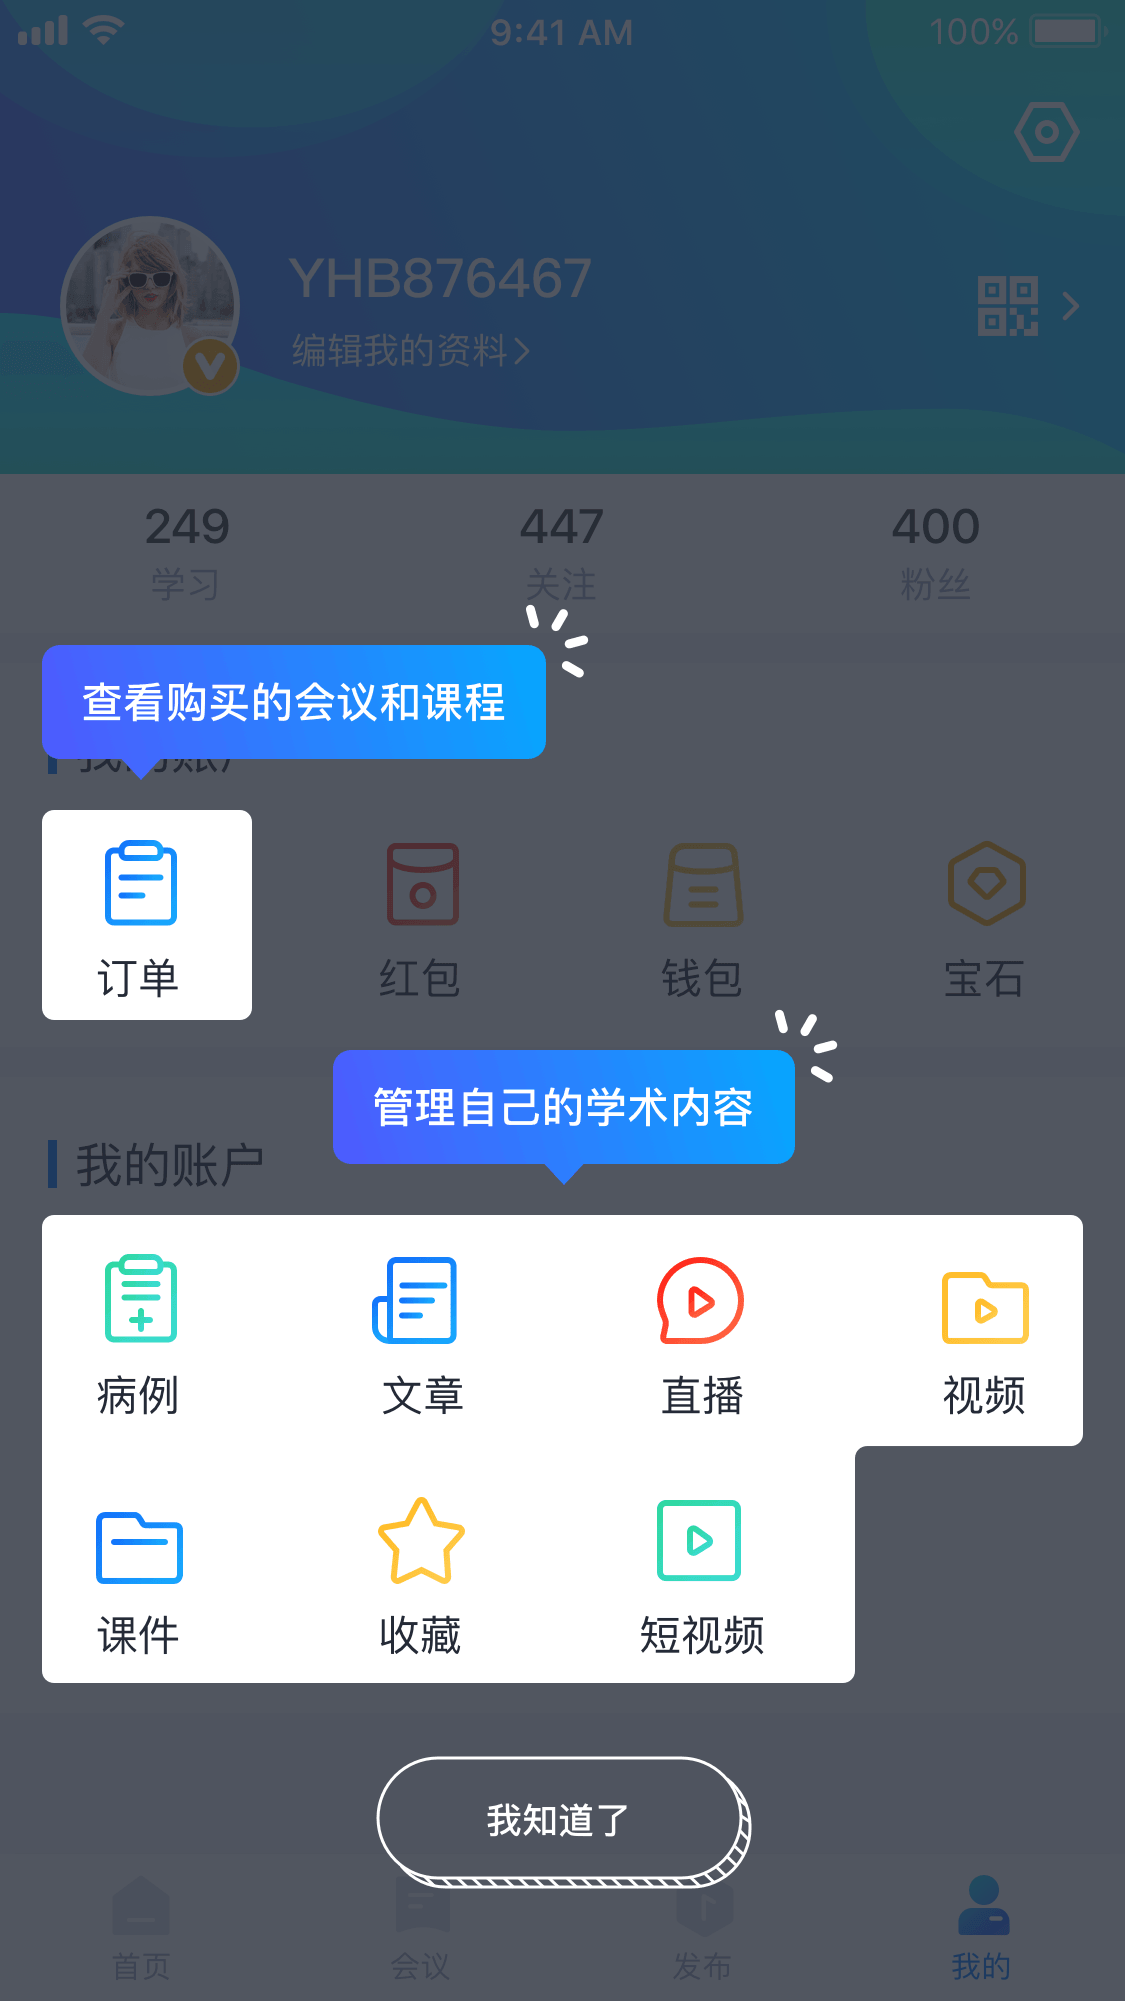 9:41 AM
100%
YHB876467
编辑我的资料
249
447
400
学习
关注
粉丝
查看购买的会议和课程
我的账户
订单
红包
钱包
宝石
管理自己的学术内容
我的账户
病例
文章
直播
视频
课件
收藏
短视频
我知道了
首页
会议
发布
我的